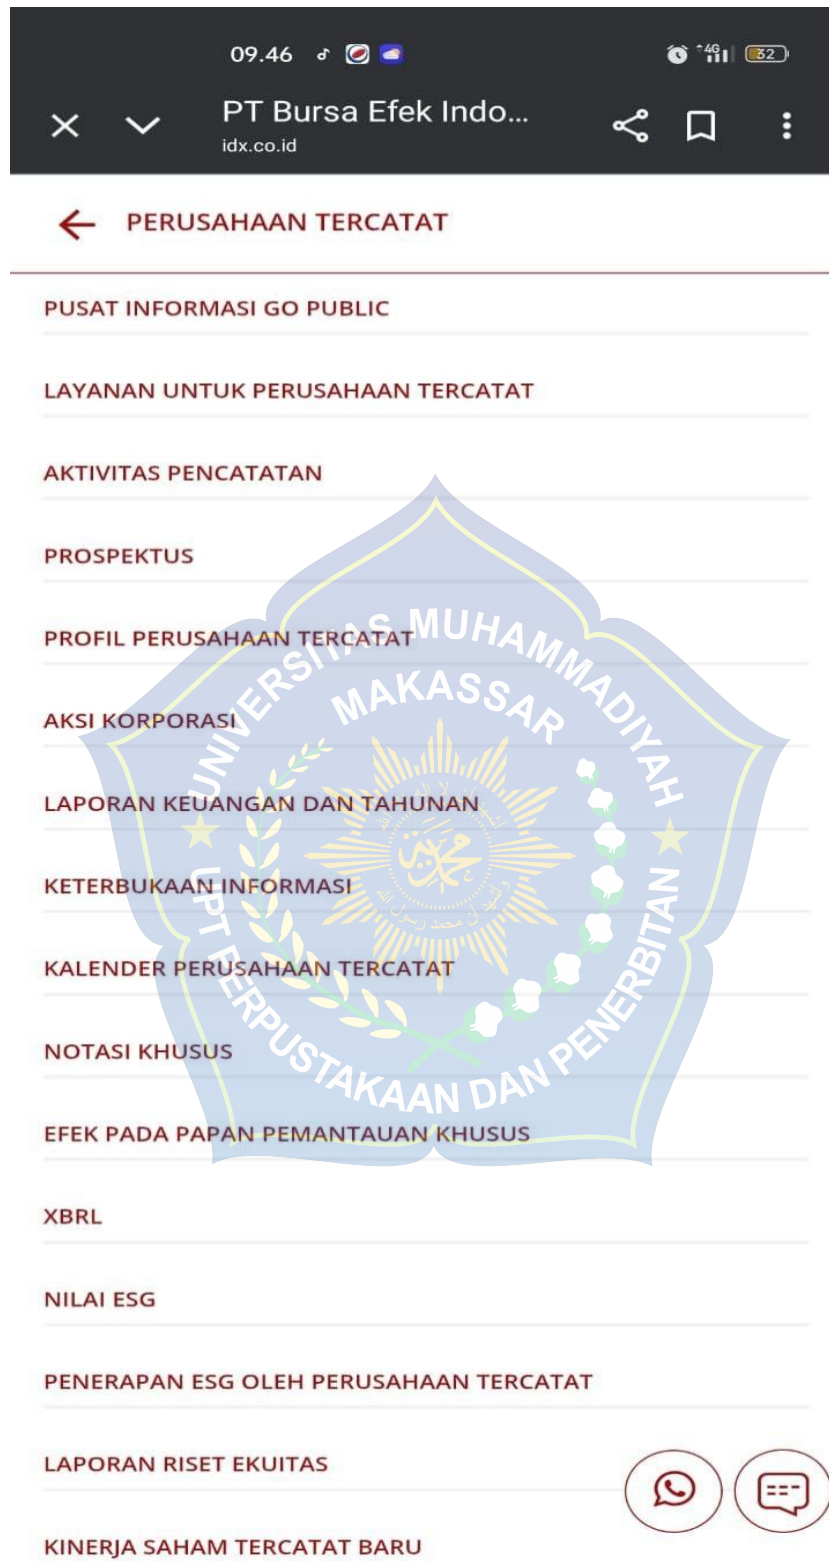 09.46
4G
32
PT Bursa Efek Indo...
idx.co.id
PERUSAHAAN TERCATAT
PUSAT INFORMASI GO PUBLIC
LAYANAN UNTUK PERUSAHAAN TERCATAT
AKTIVITAS PENCATATAN
PROSPEKTUS
PROFIL PERUSAHAAN TERCATAT
AKSI KORPORASI
LAPORAN KEUANGAN DAN TAHUNAN
KETERBUKAAN INFORMASI
KALENDER PERUSAHAAN TERCATAT
NOTASI KHUSUS
EFEK PADA PAPAN PEMANTAUAN KHUSUS
XBRL
NILAI ESG
PENERAPAN ESG OLEH PERUSAHAAN TERCATAT
LAPORAN RISET EKUITAS
KINERJA SAHAM TERCATAT BARU
UNIVERSITAS MUHAMMADIYAH
MAKASSAR
UPT PERPUSTAKAAN DAN PENERBITAN